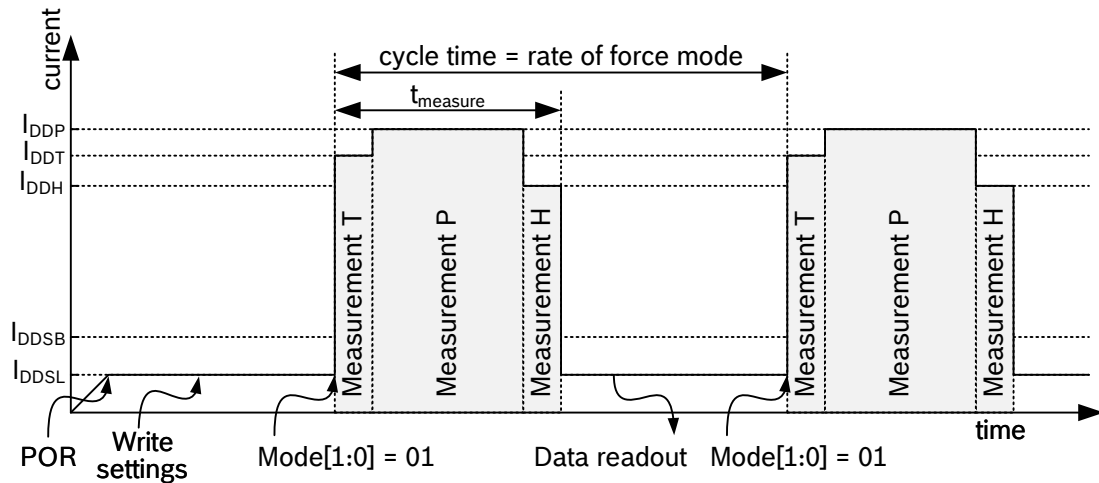 current
cycle time = rate of force mode
tmeasure
IDDP
IDDT
IDDH
IDDSB
IDDSL
Measurement T
Measurement P
Measurement H
Measurement T
Measurement P
Measurement H
time
POR
Write
settings
Mode[1:0] = 01
Data readout
Mode[1:0] = 01